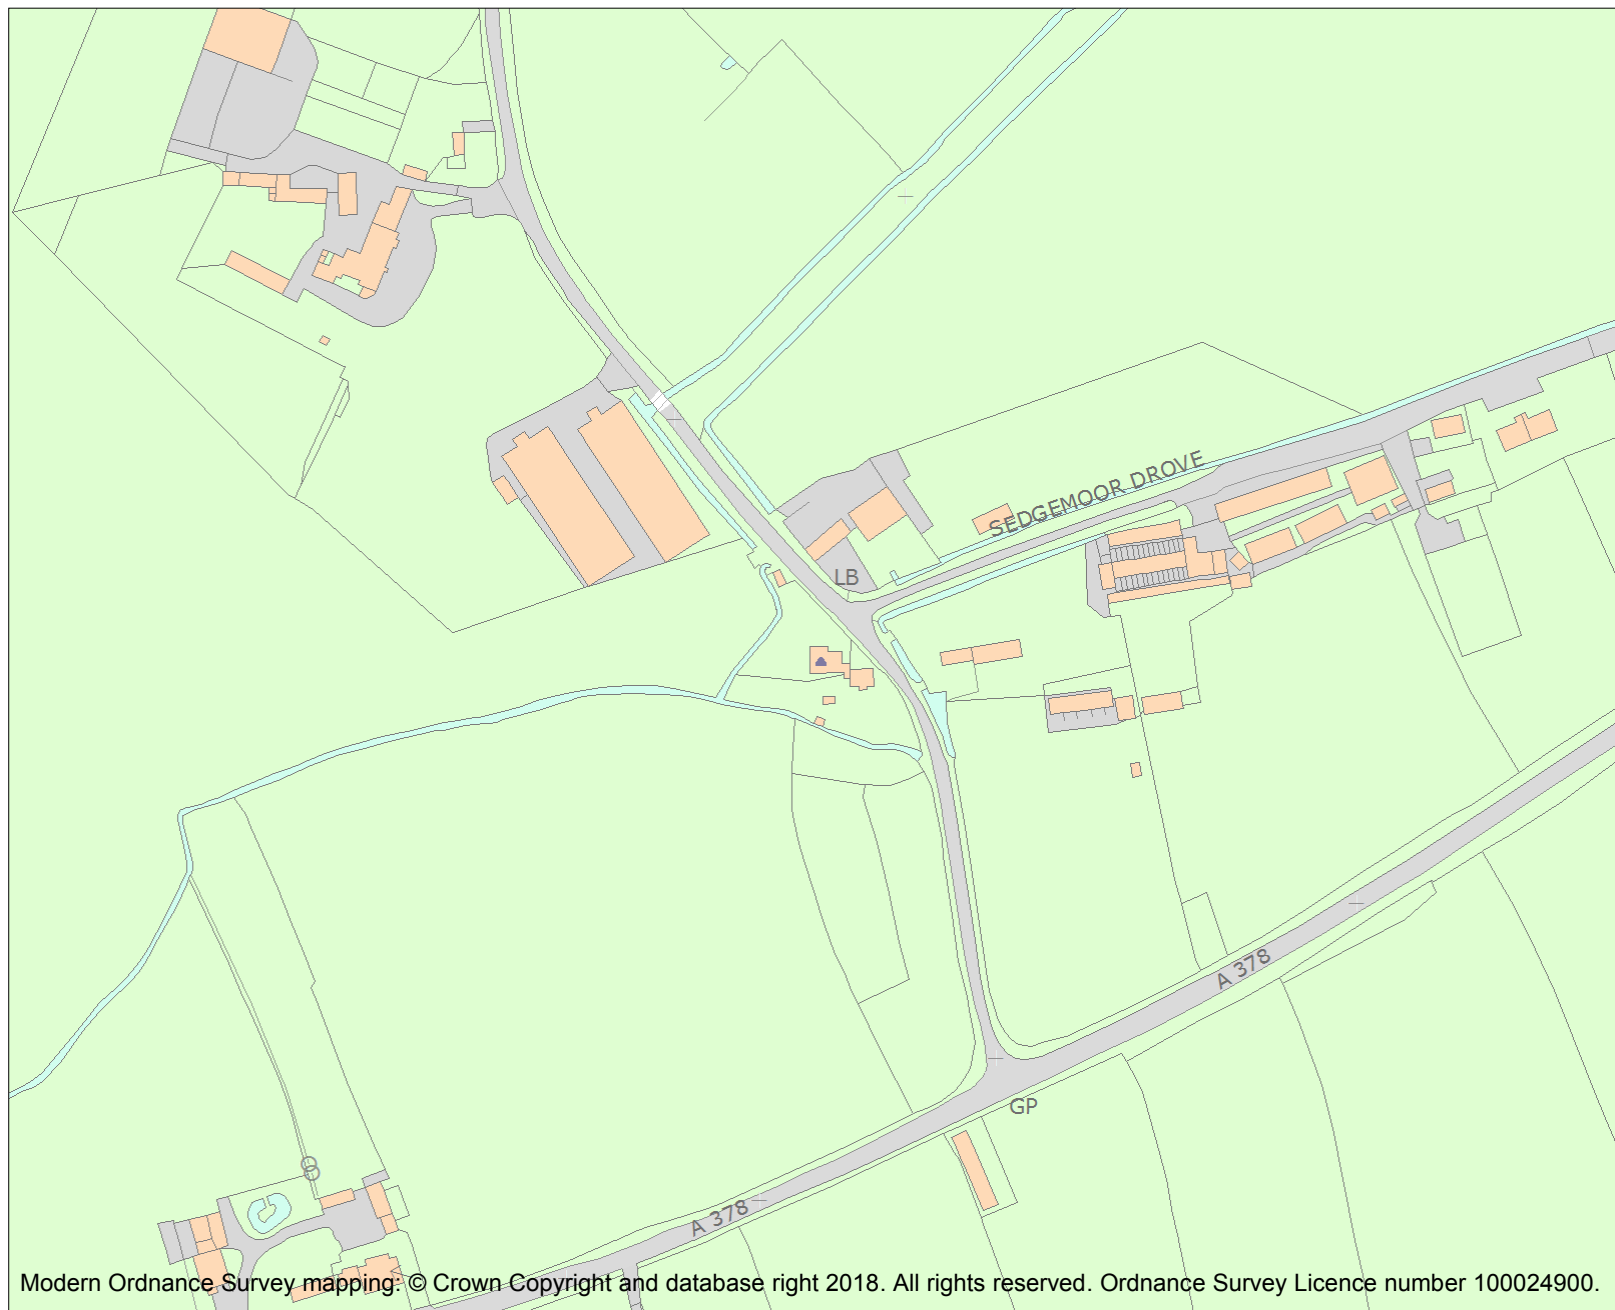 SEDGEMOOR DROVE
LB
A 378
GP
A 378
Modern Ordnance Survey mapping: © Crown Copyright and database right 2018. All rights reserved. Ordnance Survey Licence number 100024900.